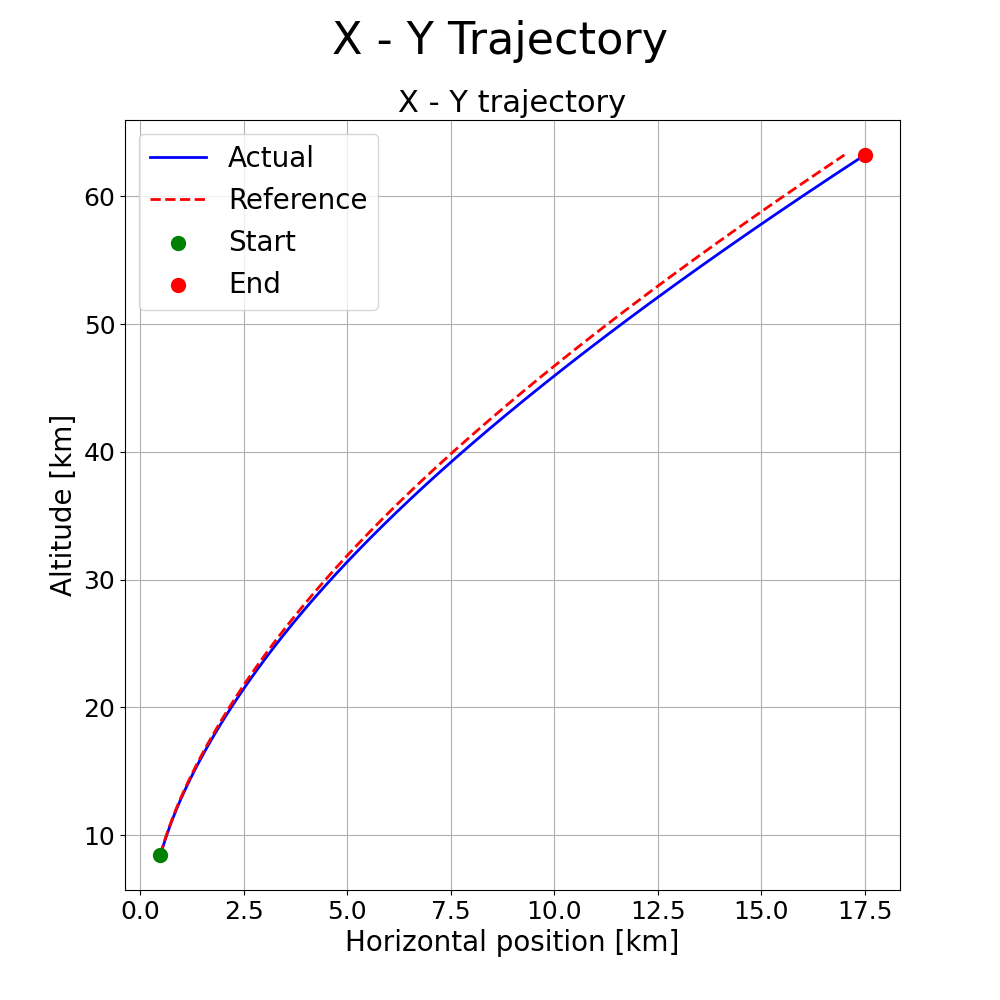 X - Y Trajectory
X - Y trajectory
Actual
Reference
Start
End
60
50
40
30
20
10
Altitude [km]
0.0 2.5 5.0 7.5 10.0 12.5 15.0 17.5
Horizontal position [km]